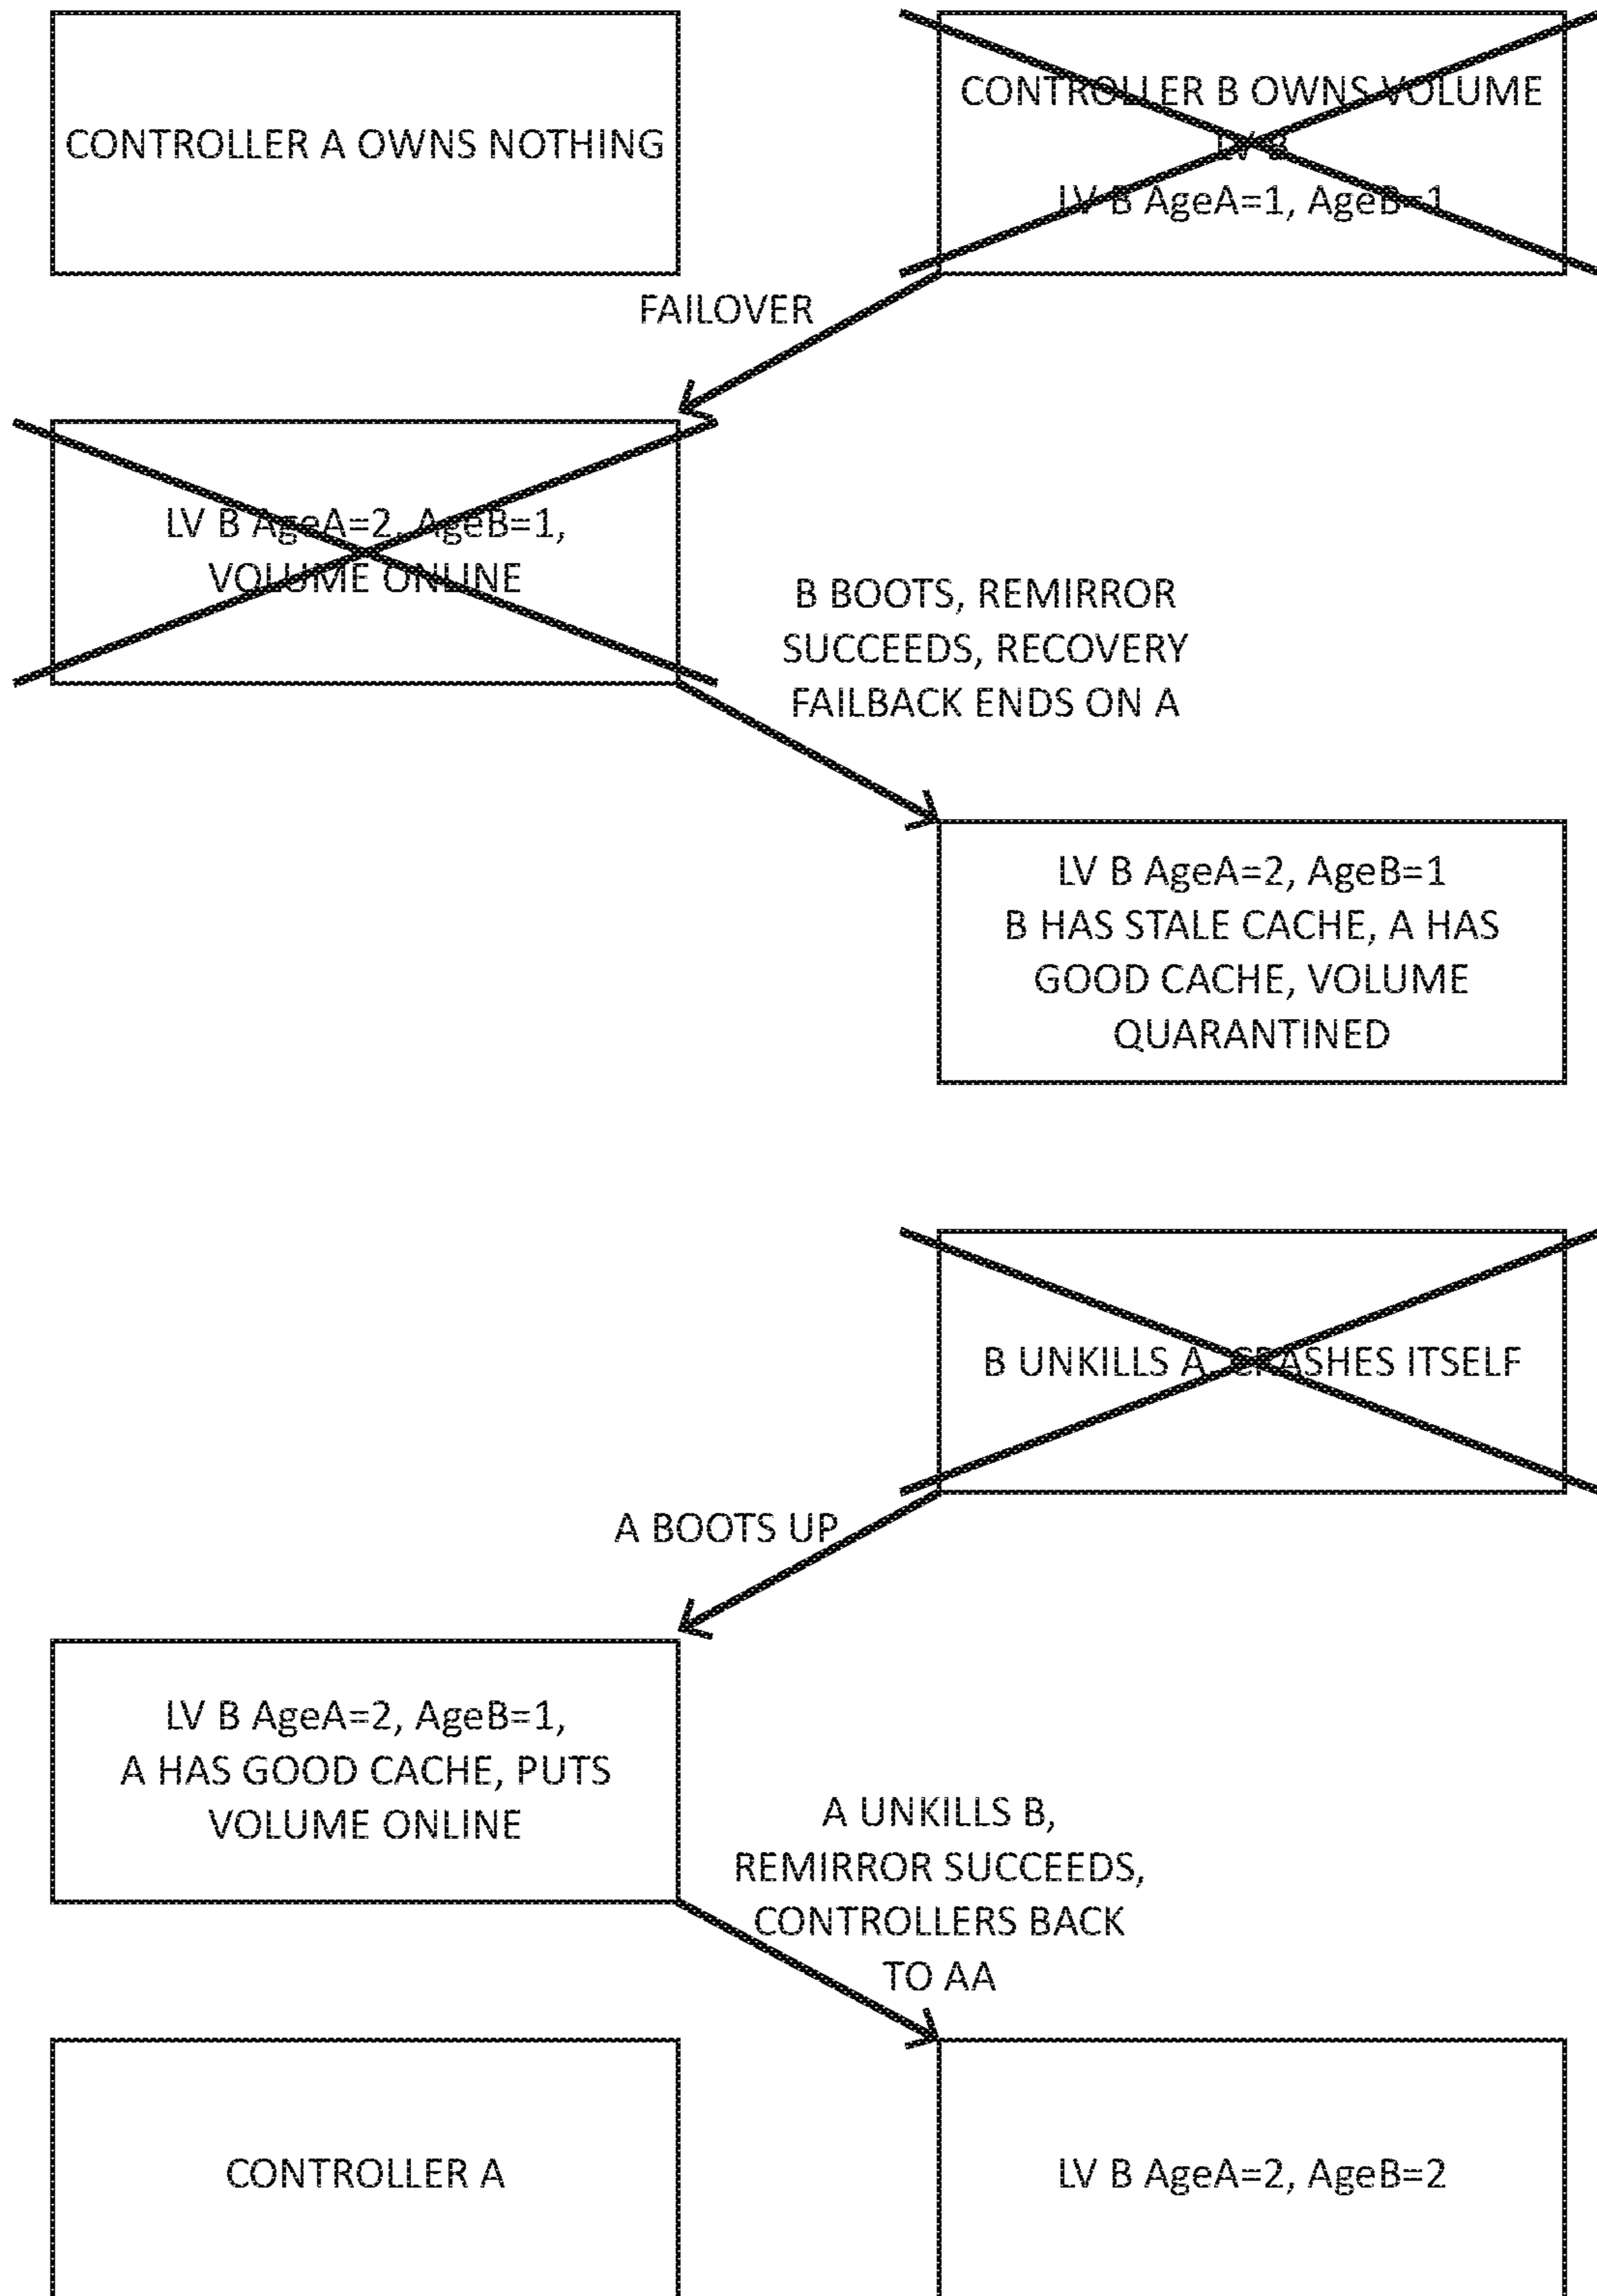 CONTROLLER A OWNS NOTHING
CONTROLLER B OWNS VOLUME
LV B
LV B AgeA=1, AgeB=1
FAILOVER
LV B AgeA=2, AgeB=1,
VOLUME ONLINE
B BOOTS, REMIRROR
SUCCEEDS, RECOVERY
FAILBACK ENDS ON A
LV B AgeA=2, AgeB=1
B HAS STALE CACHE, A HAS
GOOD CACHE, VOLUME
QUARANTINED
B UNKILLS A, CRASHES ITSELF
A BOOTS UP
LV B AgeA=2, AgeB=1,
A HAS GOOD CACHE, PUTS
VOLUME ONLINE
A UNKILLS B,
REMIRROR SUCCEEDS,
CONTROLLERS BACK
TO AA
CONTROLLER A
LV B AgeA=2, AgeB=2